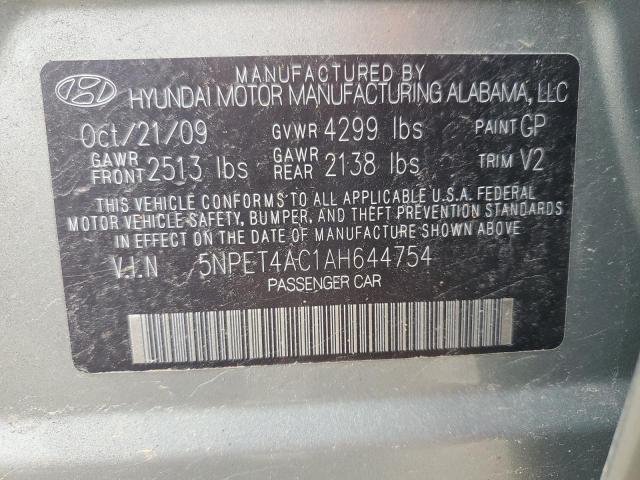 MANUFACTURED BY
HYUNDAI MOTOR MANUFACTURING ALABAMA, LLC
Oct/21/09 GVWR 4299 lbs PAINT GP
GAWR FRONT 2513 lbs GAWR REAR 2138 lbs TRIM V2
THIS VEHICLE CONFORMS TO ALL APPLICABLE U.S.A. FEDERAL
MOTOR VEHICLE SAFETY, BUMPER, AND THEFT PREVENTION STANDARDS
IN EFFECT ON THE DATE OF MANUFACTURE SHOWN ABOVE.
V.I.N 5NPET4AC1AH644754
PASSENGER CAR